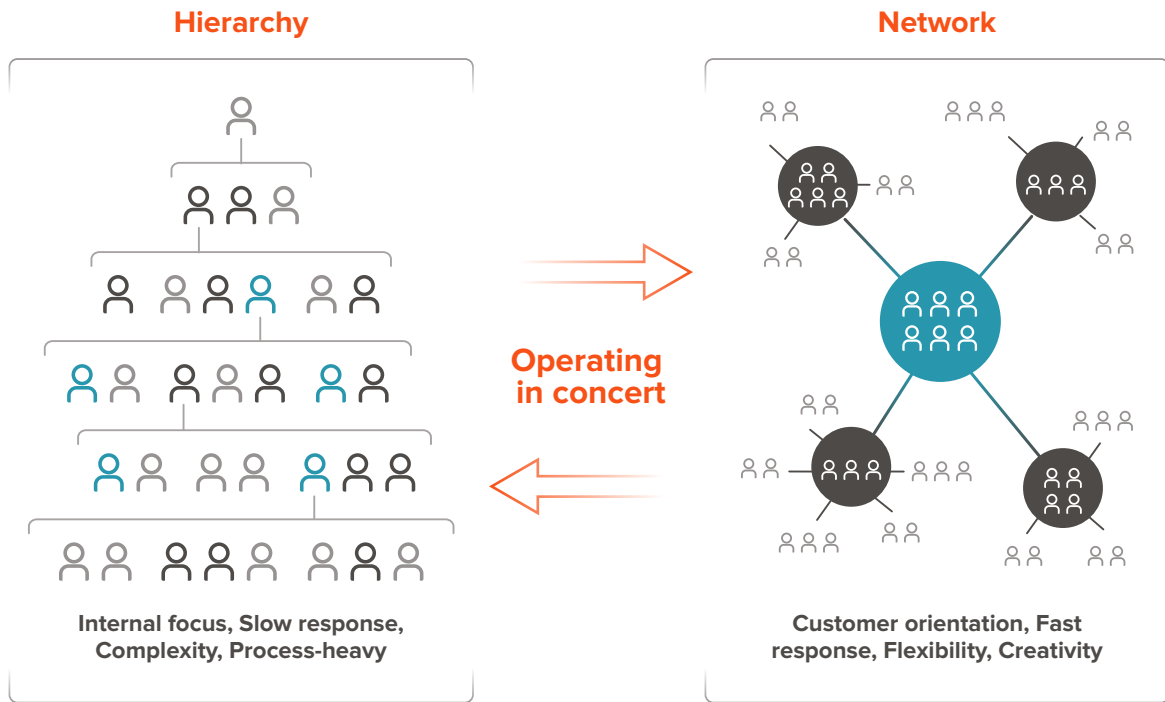 Hierarchy
Network
Operating
in concert
Internal focus, Slow response,
Complexity, Process-heavy
Customer orientation, Fast
response, Flexibility, Creativity